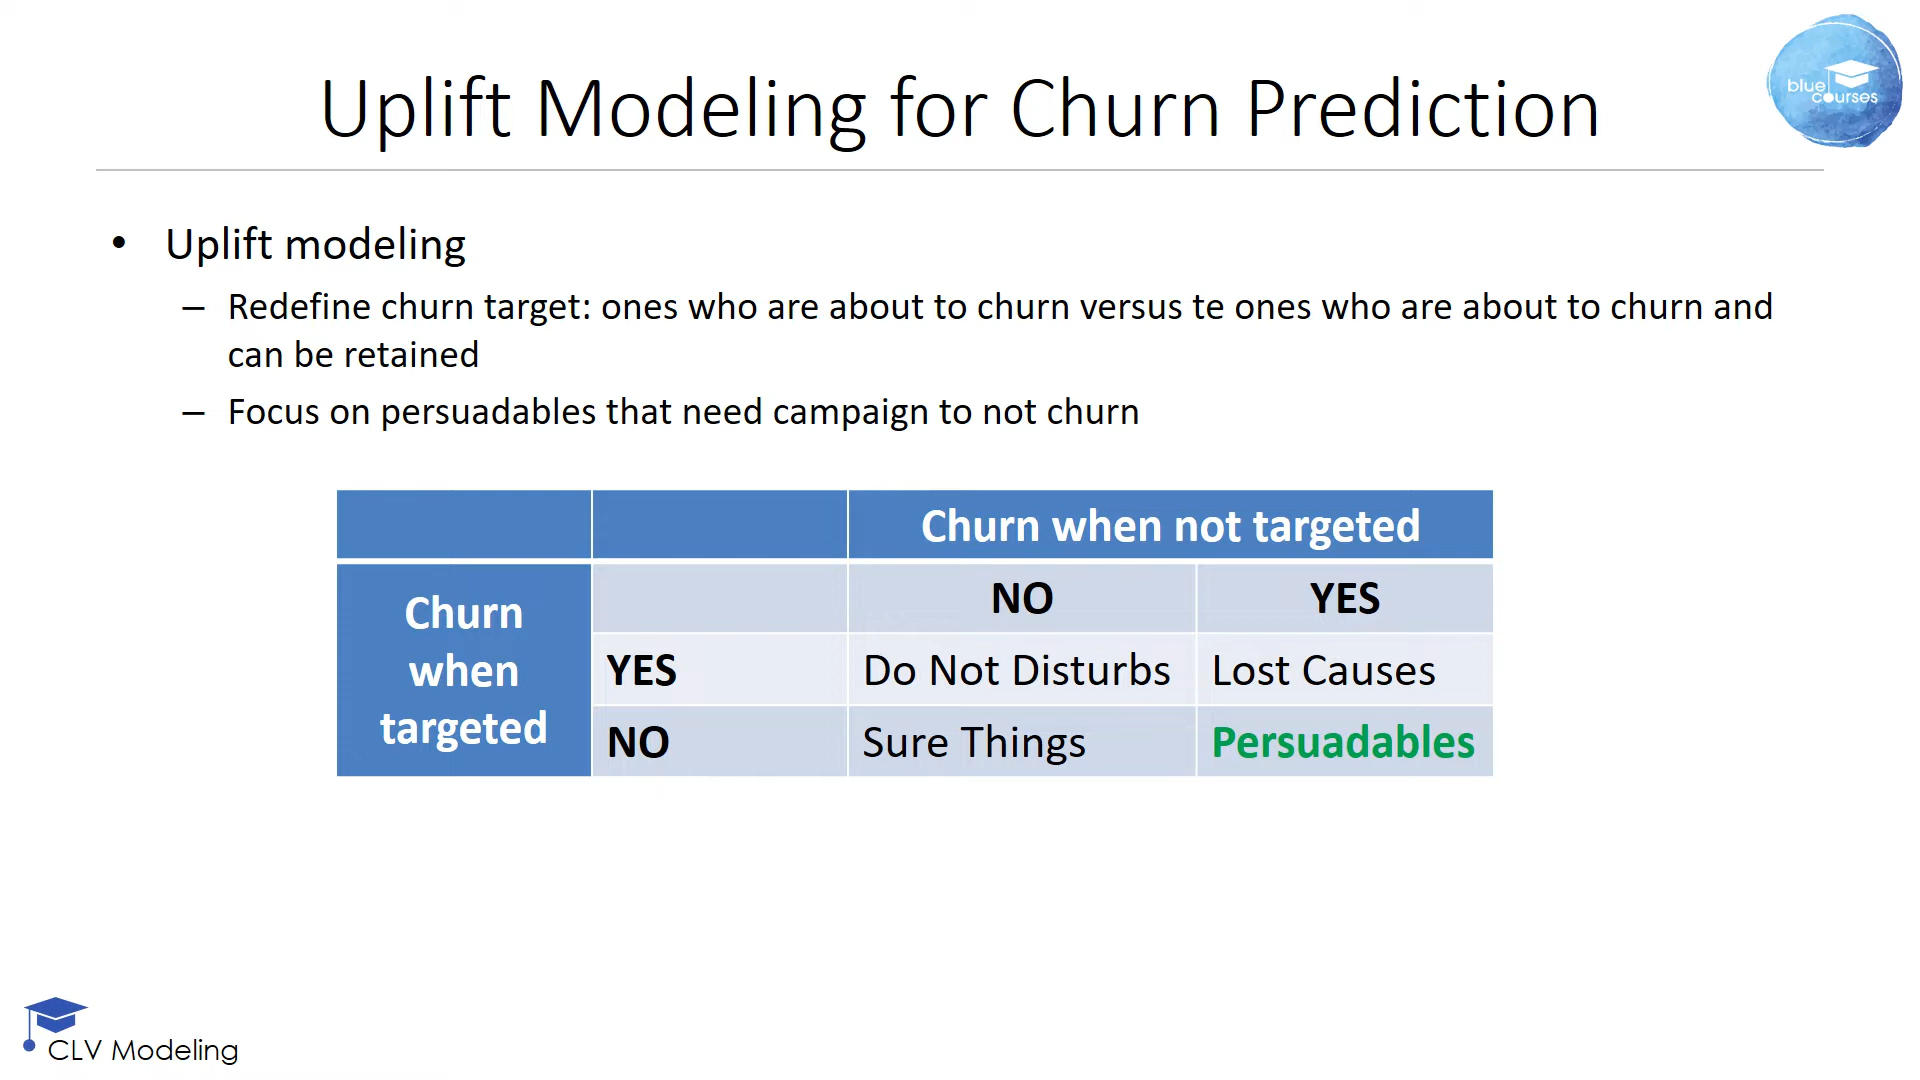 Uplift Modeling for Churn Prediction
blue
courses
• Uplift modeling
– Redefine churn target: ones who are about to churn versus te ones who are about to churn and
can be retained
– Focus on persuadables that need campaign to not churn
Churn when not targeted
Churn
when
targeted
NO YES
YES Do Not Disturbs Lost Causes
NO Sure Things Persuadables
CLV Modeling